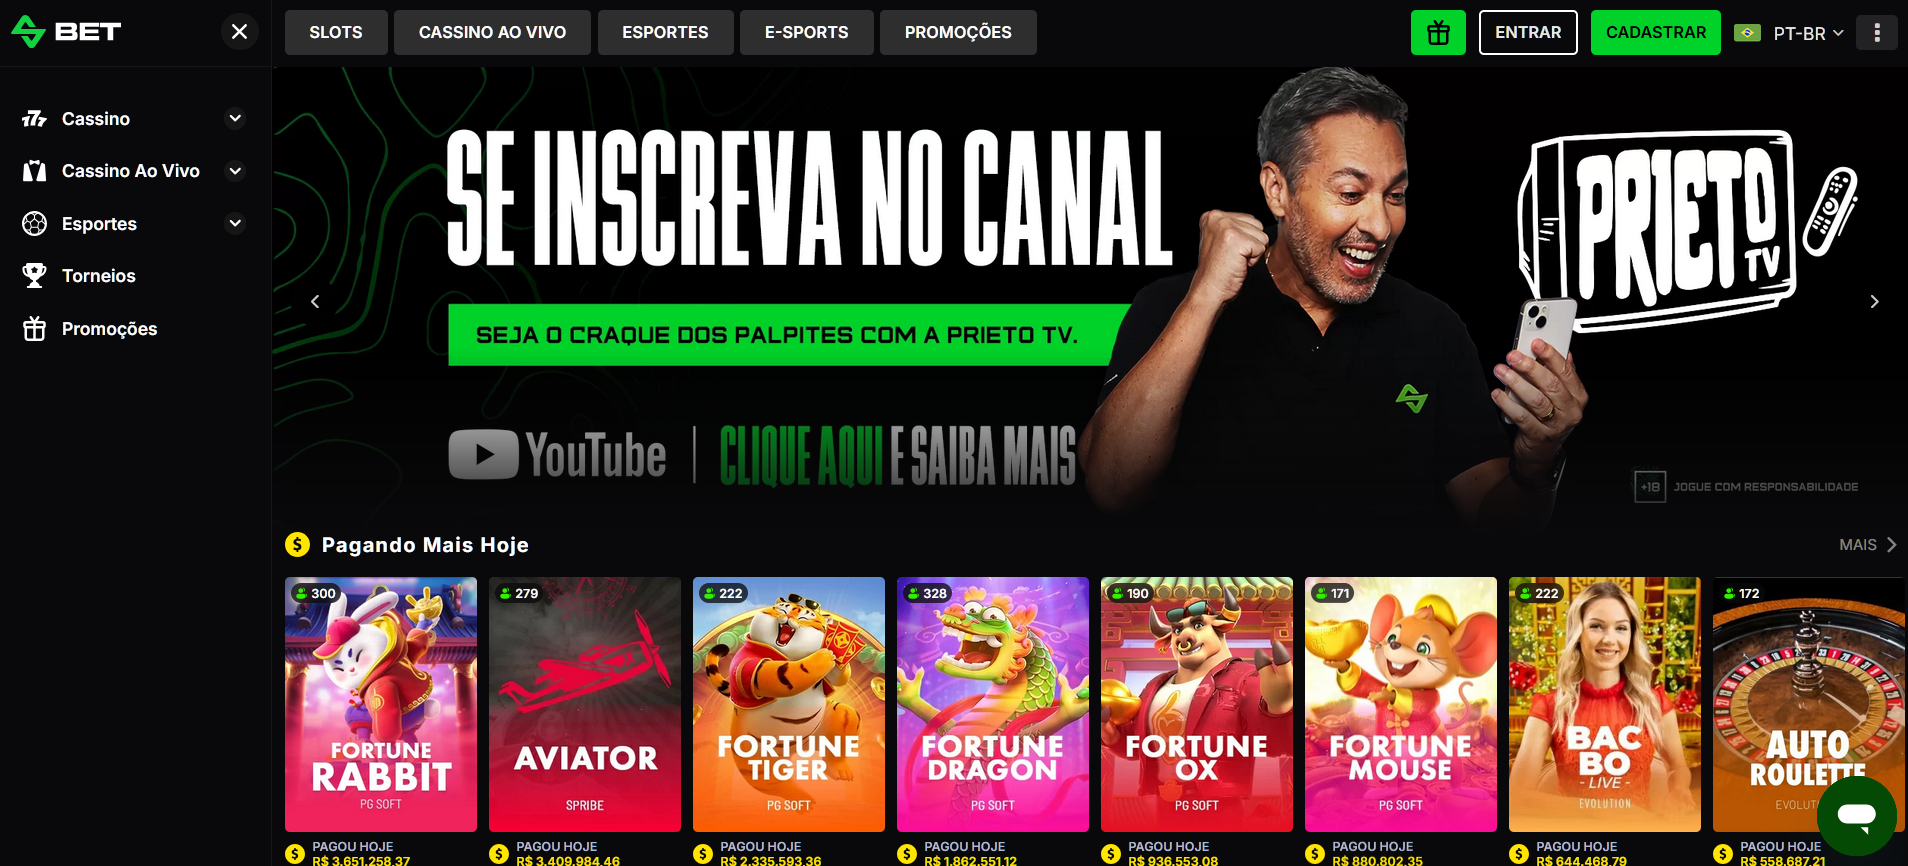 BET
SLOTS
CASSINO AO VIVO
ESPORTES
E-SPORTS
PROMOÇÕES
ENTRAR
CADASTRAR
PT-BR
Cassino
Cassino Ao Vivo
Esportes
Torneios
Promoções
SE INSCREVA NO CANAL
SEJA O CRAQUE DOS PALPITES COM A PRIETO TV.
YouTube
CLIQUE AQUI E SAIBA MAIS
PRIETO
TV
+18 JOGUE COM RESPONSABILIDADE
$ Pagando Mais Hoje
MAIS
300
FORTUNE
RABBIT
PG SOFT
279
AVIATOR
SPRIBE
222
FORTUNE
TIGER
PG SOFT
328
FORTUNE
DRAGON
PG SOFT
190
FORTUNE
OX
PG SOFT
171
FORTUNE
MOUSE
PG SOFT
222
BAC
BO
- LIVE -
EVOLUTION
172
AUTO
ROULETTE
$ PAGOU HOJE
R$ 3.651.258,37
$ PAGOU HOJE
R$ 3.409.984,46
$ PAGOU HOJE
R$ 2.335.593,36
$ PAGOU HOJE
R$ 1.862.551,12
$ PAGOU HOJE
R$ 936.553,08
$ PAGOU HOJE
R$ 880.802,35
$ PAGOU HOJE
R$ 644.468,79
$ PAGOU HOJE
R$ 558.687,21